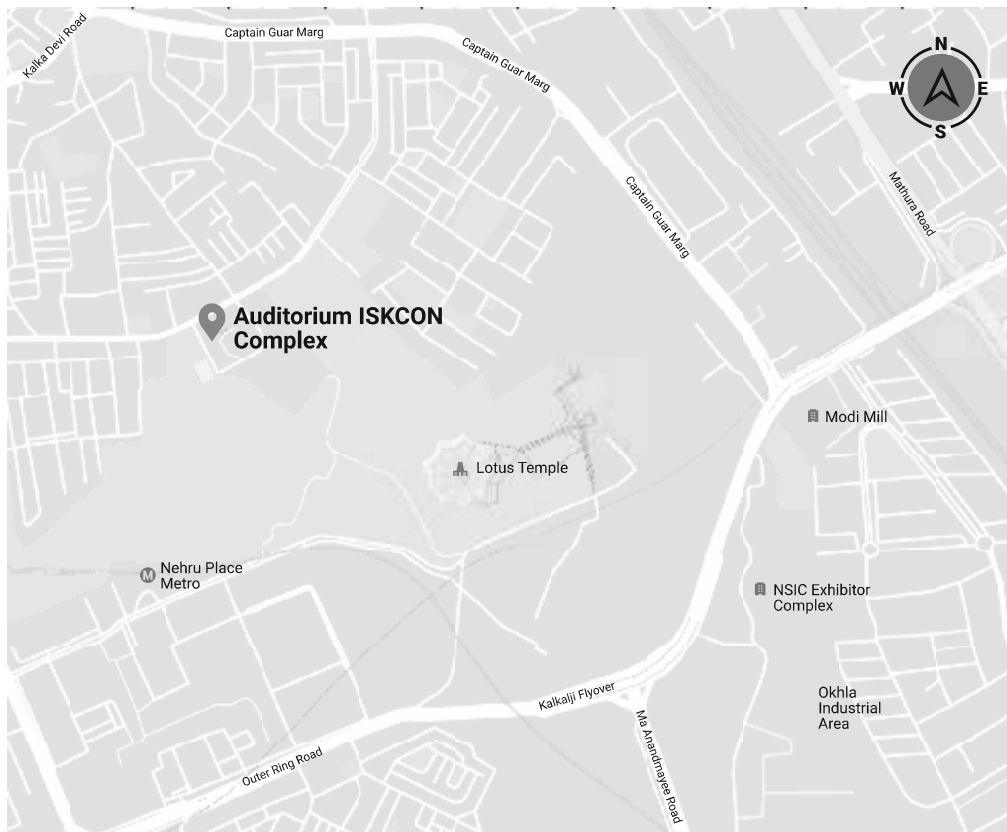 Kalka Devi Road
Captain Guar Marg
Captain Guar Marg
N
W
E
S
Captain Guar Marg
Mathura Road
Auditorium ISKCON
Complex
Modi Mill
Lotus Temple
M
Nehru Place
Metro
NSIC Exhibitor
Complex
Kalkalji Flyover
Okhla
Industrial
Area
Ma Anandmayee Road
Outer Ring Road